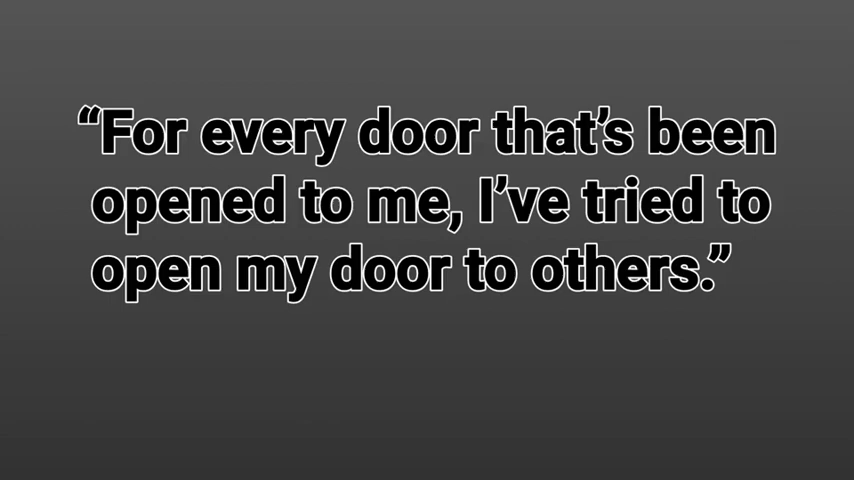 “For every door that’s been
opened to me, I’ve tried to
open my door to others.”